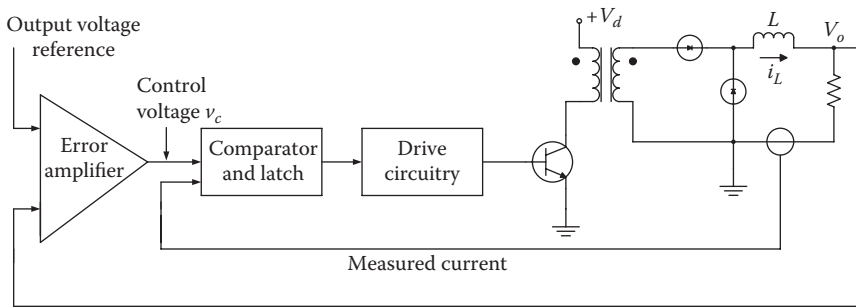 Output voltage
reference
Control
voltage v_c
Error
amplifier
Comparator
and latch
Drive
circuitry
+V_d
L
i_L
V_o
Measured current